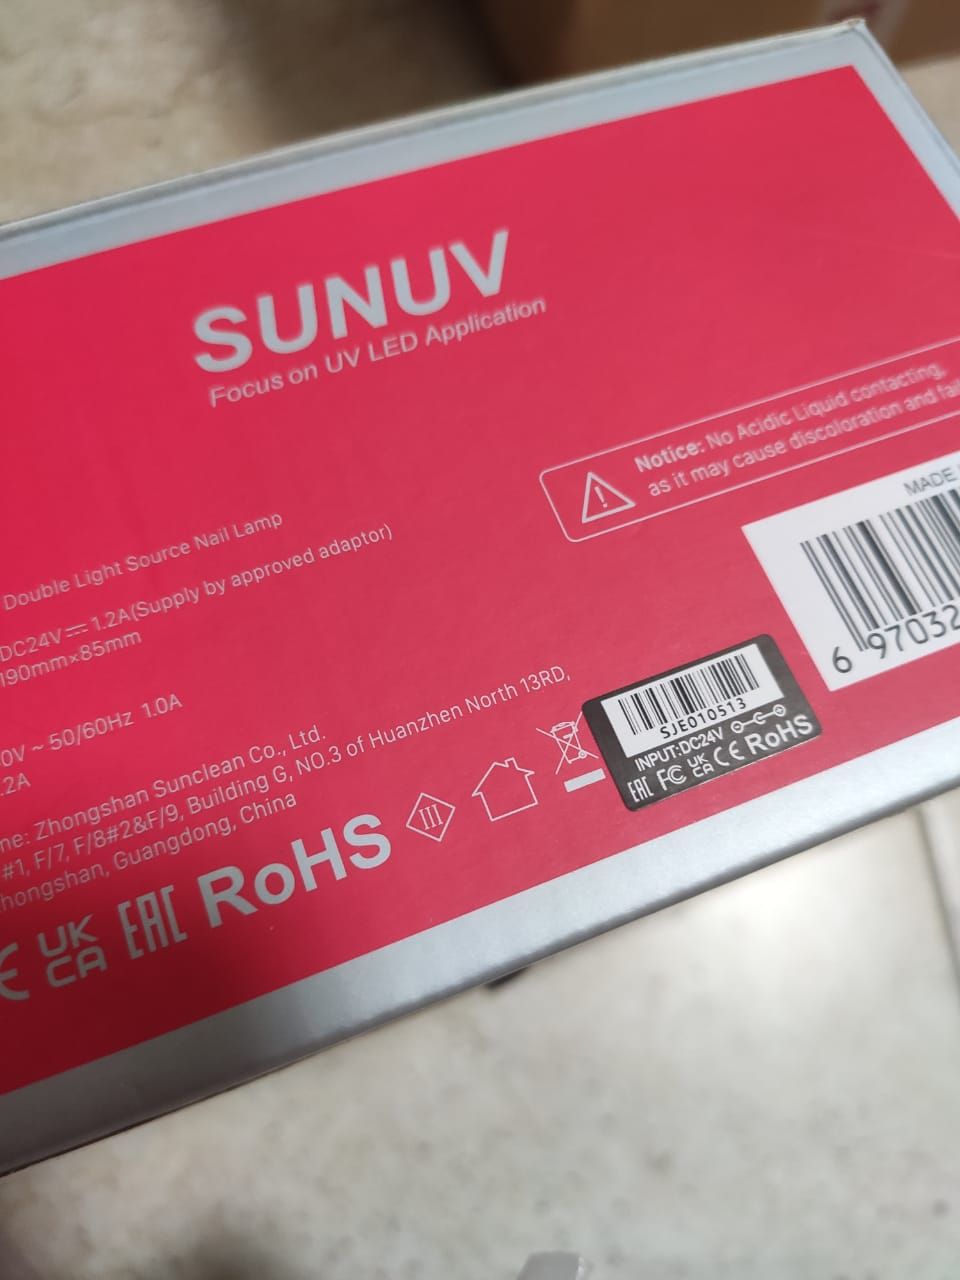 SUNUV
Focus on UV LED Application
Notice: No Acidic Liquid contacting,
as it may cause discoloration and
Double Light Source Nail Lamp
DC24V ⎓ 1.2A(Supply by approved adaptor)
190mm×85mm
0V ~ 50/60Hz 1.0A
.2A
me: Zhongshan Sunclean Co., Ltd.
#1, F/7, F/8#2&F/9, Building G, NO.3 of Huanzhen North 13RD,
hongshan, Guangdong, China
CE UK CA EAC RoHS
III
MADE
6 97032
SJE010513
INPUT:DC24V
EAC FC UK CA CE RoHS